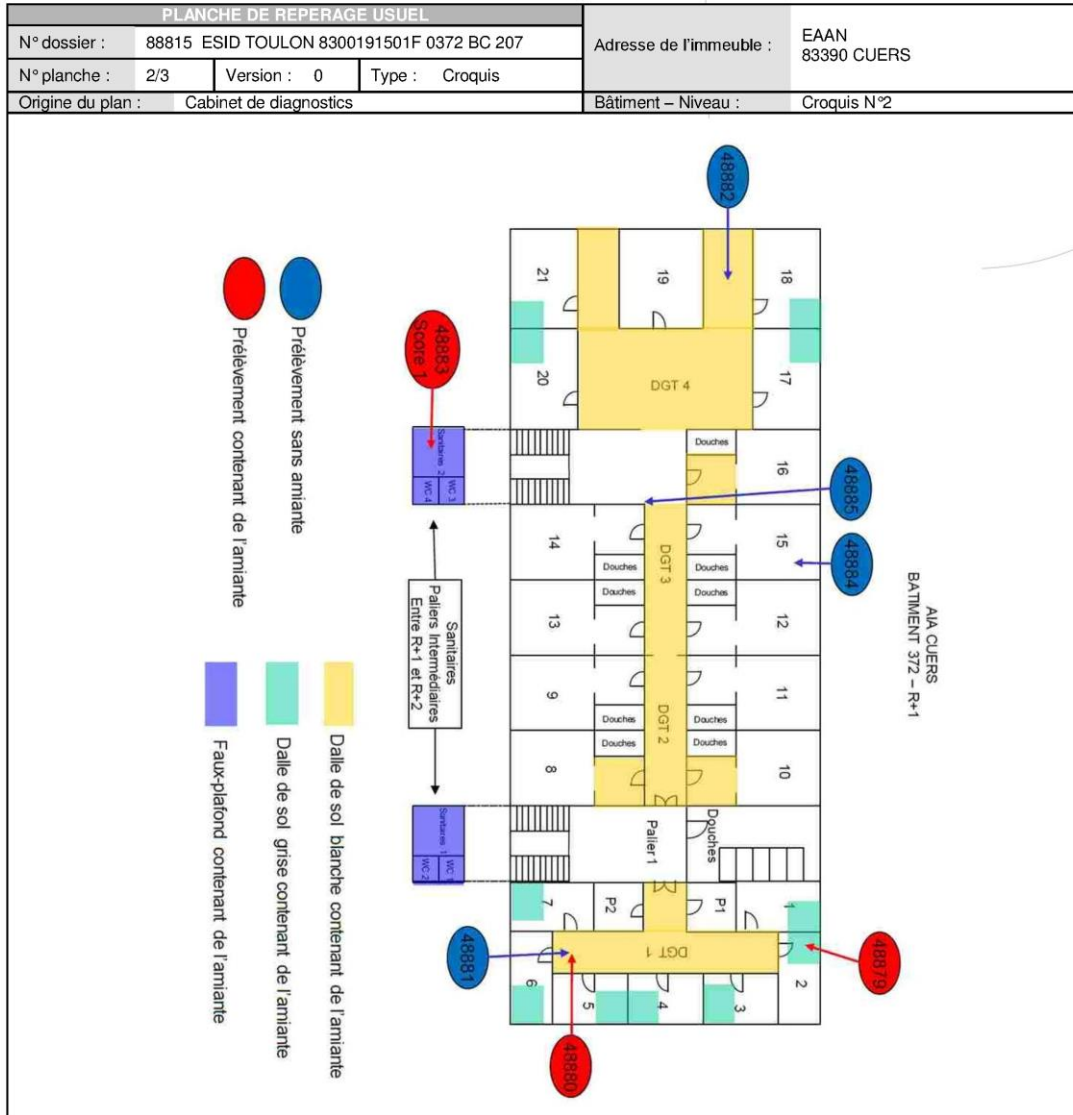 PLANCHE DE REPERAGE USUEL
N° dossier : 88815 ESID TOULON 8300191501F 0372 BC 207
Adresse de l'immeuble : EAAN
83390 CUERS
N° planche : 2/3 Version : 0 Type : Croquis
Origine du plan : Cabinet de diagnostics
Bâtiment – Niveau : Croquis N°2
AIA CUERS
BATIMENT 372 – R+1
48882
48883
Score 1
48885
48884
48879
48881
48880
21
19
18
20
DGT 4
17
Douches
16
Sanitaires 2
WC 3
WC 4
14
Douches
DGT 3
Douches
15
13
Douches
Douches
12
9
Douches
DGT 2
Douches
11
8
Douches
Douches
10
Sanitaires 1
WC 1
WC 2
Palier 1
Douches
7
P2
P1
1
DGT 1
2
6
5
4
3
Sanitaires
Paliers Intermédiaires
Entre R+1 et R+2
Prélèvement sans amiante
Prélèvement contenant de l'amiante
Dalle de sol blanche contenant de l'amiante
Dalle de sol grise contenant de l'amiante
Faux-plafond contenant de l'amiante